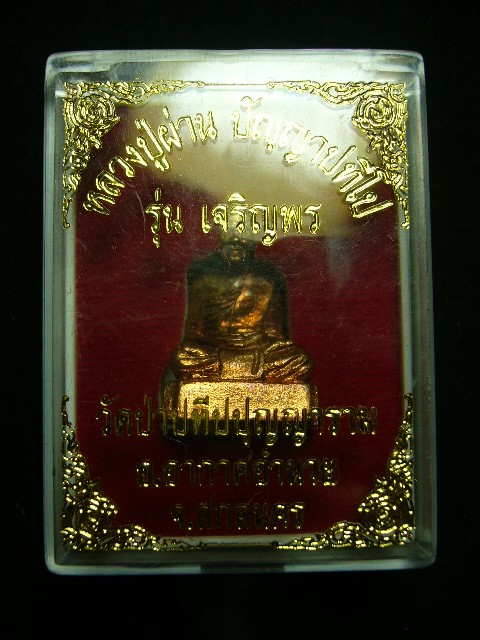 หลวงปู่ผ่าน ปัญญาปทีโป
รุ่น เจริญพร
วัดป่าปทีปปุญญาราม
อ.อากาศอำนวย
จ.สกลนคร